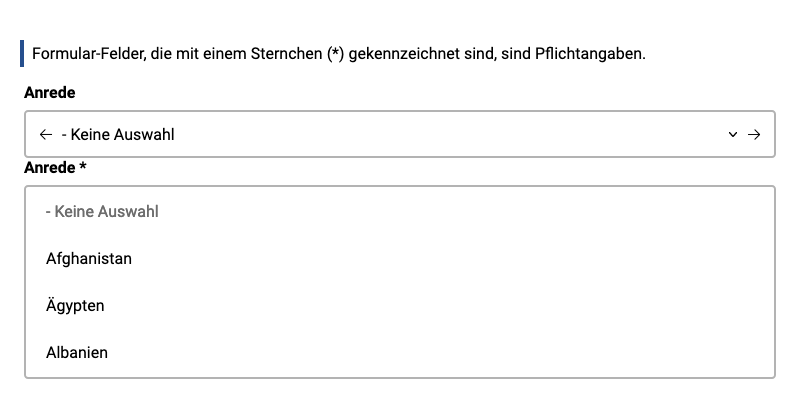 Formular-Felder, die mit einem Sternchen (*) gekennzeichnet sind, sind Pflichtangaben.
Anrede
- Keine Auswahl
Anrede *
- Keine Auswahl
Afghanistan
Ägypten
Albanien